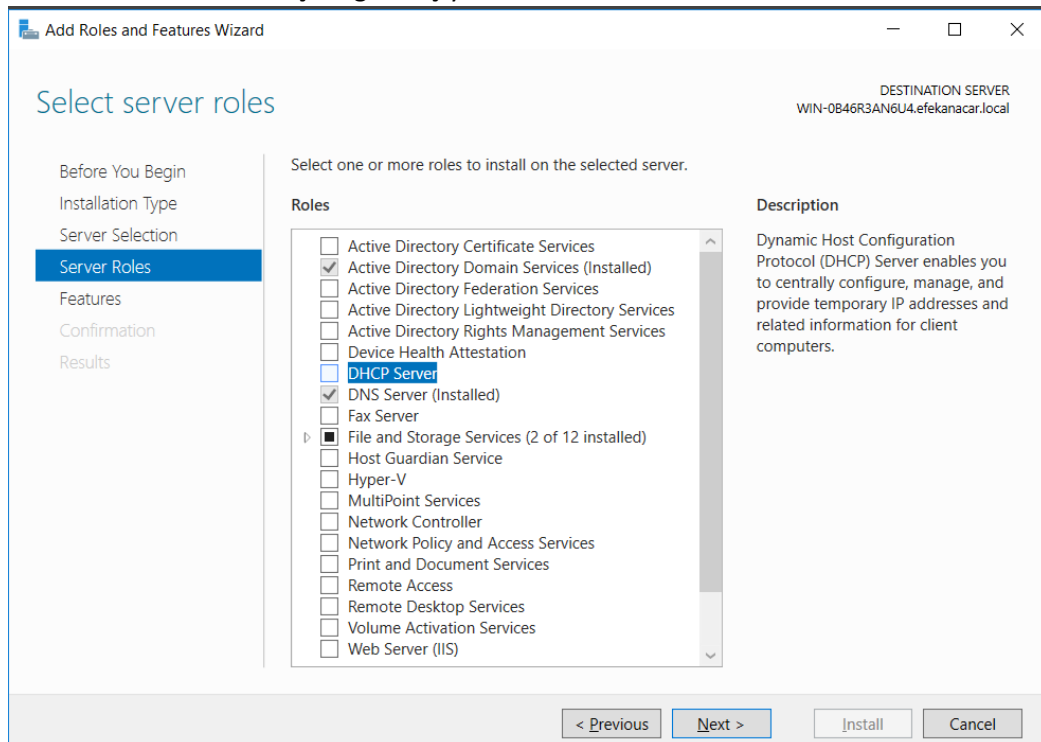 Add Roles and Features Wizard
Select server roles
DESTINATION SERVER
WIN-0B46R3AN6U4.efekanacar.local
Before You Begin
Installation Type
Server Selection
Server Roles
Features
Confirmation
Results
Select one or more roles to install on the selected server.
Roles
Active Directory Certificate Services
Active Directory Domain Services (Installed)
Active Directory Federation Services
Active Directory Lightweight Directory Services
Active Directory Rights Management Services
Device Health Attestation
DHCP Server
DNS Server (Installed)
Fax Server
File and Storage Services (2 of 12 installed)
Host Guardian Service
Hyper-V
MultiPoint Services
Network Controller
Network Policy and Access Services
Print and Document Services
Remote Access
Remote Desktop Services
Volume Activation Services
Web Server (IIS)
Description
Dynamic Host Configuration
Protocol (DHCP) Server enables you
to centrally configure, manage, and
provide temporary IP addresses and
related information for client
computers.
< Previous
Next >
Install
Cancel